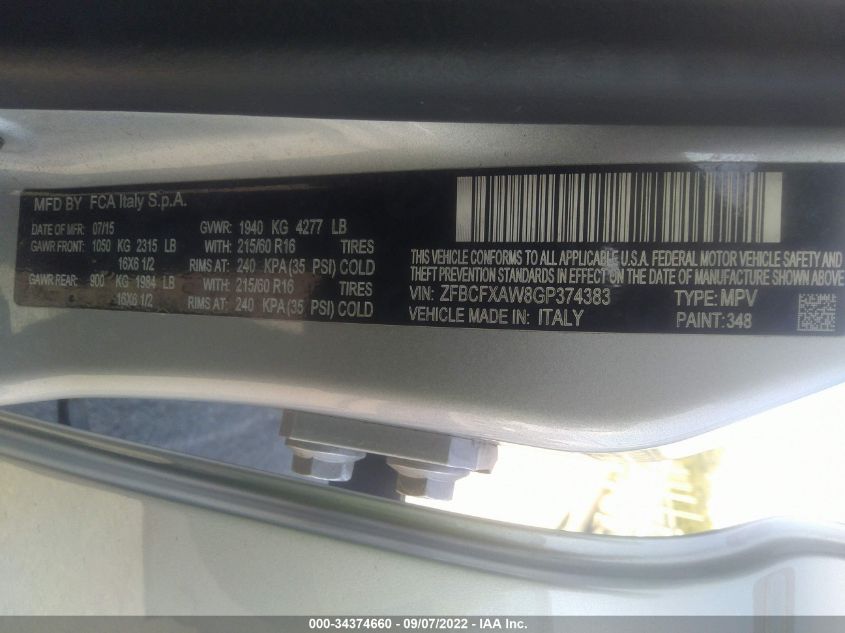 MFD BY FCA Italy S.p.A.
DATE OF MFR: 07/15 GVWR: 1940 KG 4277 LB
GAWR FRONT: 1050 KG 2315 LB WITH: 215/60 R16 TIRES
16X6 1/2 RIMS AT: 240 KPA (35 PSI) COLD
GAWR REAR: 900 KG 1984 LB WITH: 215/60 R16 TIRES
16X6 1/2 RIMS AT: 240 KPA (35 PSI) COLD
THIS VEHICLE CONFORMS TO ALL APPLICABLE U.S.A. FEDERAL MOTOR VEHICLE SAFETY AND
THEFT PREVENTION STANDARDS IN EFFECT ON THE DATE OF MANUFACTURE SHOWN ABOVE
VIN: ZFBCFXAW8GP374383 TYPE: MPV
VEHICLE MADE IN: ITALY PAINT: 348
000-34374660 - 09/07/2022 - IAA Inc.